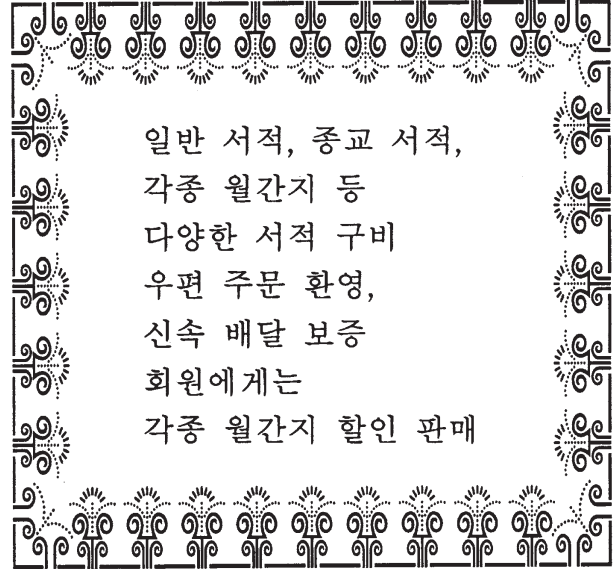 일반 서적, 종교 서적,
각종 월간지 등
다양한 서적 구비
우편 주문 환영,
신속 배달 보증
회원에게는
각종 월간지 할인 판매